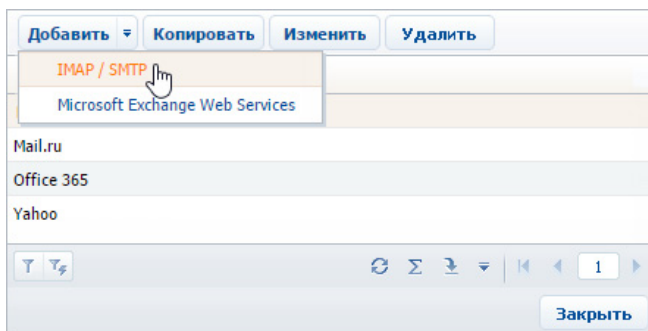 Добавить Копировать Изменить Удалить
IMAP / SMTP
Microsoft Exchange Web Services
Mail.ru
Office 365
Yahoo
1
Закрыть